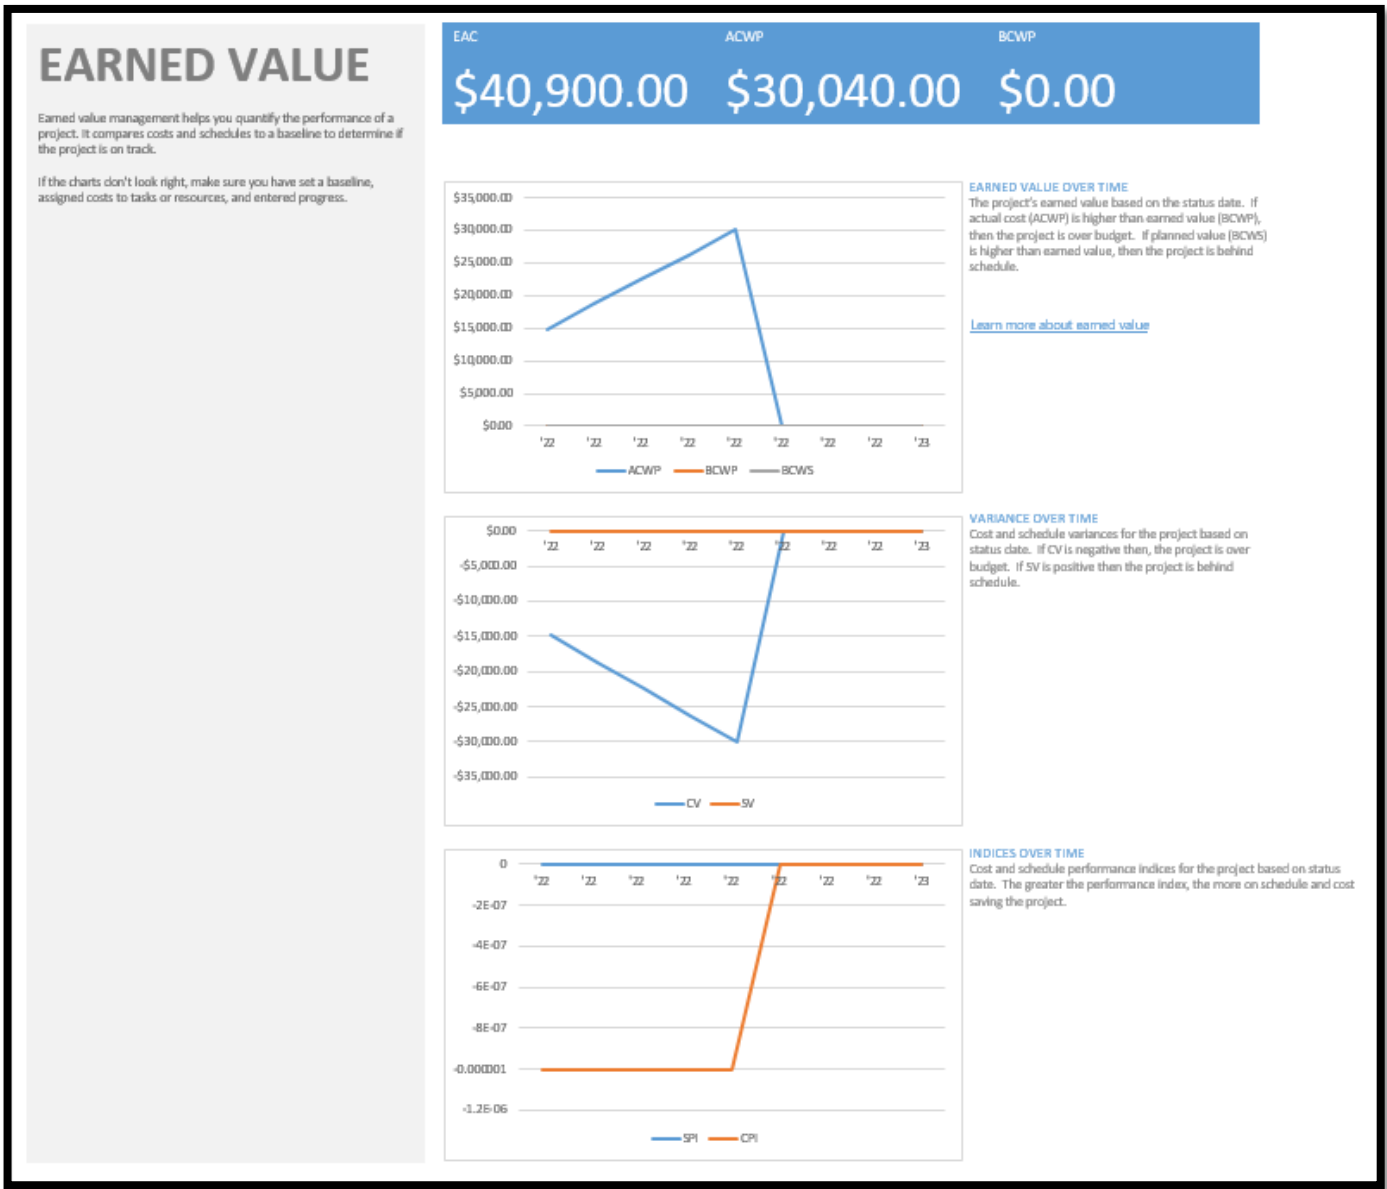 EARNED VALUE
Earned value management helps you quantify the performance of a
project. It compares costs and schedules to a baseline to determine if
the project is on track.
If the charts don't look right, make sure you have set a baseline,
assigned costs to tasks or resources, and entered progress.
EAC ACWP BCWP
$40,900.00 $30,040.00 $0.00
$35,000.00
$30,000.00
$25,000.00
$20,000.00
$15,000.00
$10,000.00
$5,000.00
$0.00
'22 '22 '22 '22 '22 '22 '22 '22 '23
ACWP BCWP BCWS
EARNED VALUE OVER TIME
The project's earned value based on the status date. If
actual cost (ACWP) is higher than earned value (BCWP),
then the project is over budget. If planned value (BCWS)
is higher than earned value, then the project is behind
schedule.
Learn more about earned value
$0.00
'22 '22 '22 '22 '22 '22 '22 '22 '23
-$5,000.00
-$10,000.00
-$15,000.00
-$20,000.00
-$25,000.00
-$30,000.00
-$35,000.00
CV SV
VARIANCE OVER TIME
Cost and schedule variances for the project based on
status date. If CV is negative then, the project is over
budget. If SV is positive then the project is behind
schedule.
0
'22 '22 '22 '22 '22 '22 '22 '22 '23
-2E-07
-4E-07
-6E-07
-8E-07
-0.000001
-1.2E-06
SPI CPI
INDICES OVER TIME
Cost and schedule performance indices for the project based on status
date. The greater the performance index, the more on schedule and cost
saving the project.